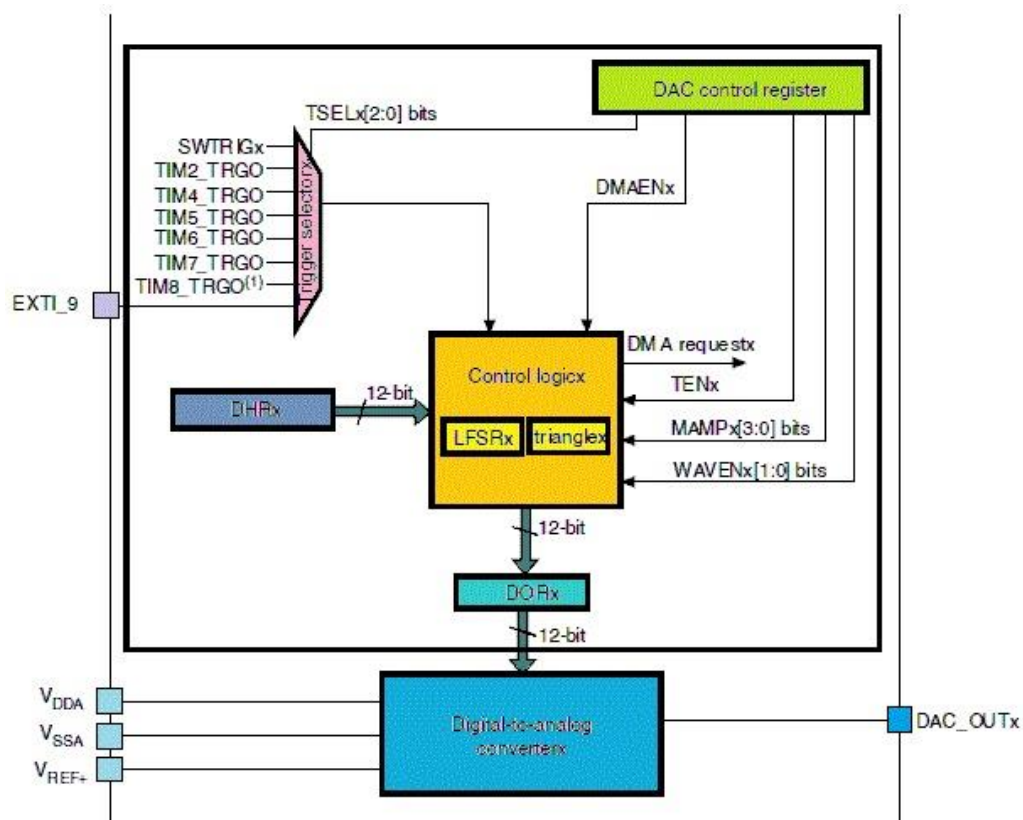 DAC control register
TSELx[2:0] bits
SWTRIGx
TIM2_TRGO
TIM4_TRGO
TIM5_TRGO
TIM6_TRGO
TIM7_TRGO
TIM8_TRGO(1)
EXTI_9
Trigger selectorx
DMAENx
DMA requestx
Control logicx
TENx
12-bit
DHRx
LFSRx
trianglex
MAMPx[3:0] bits
WAVENx[1:0] bits
12-bit
DORx
12-bit
VDDA
VSSA
VREF+
Digital-to-analog
converterx
DAC_OUTx